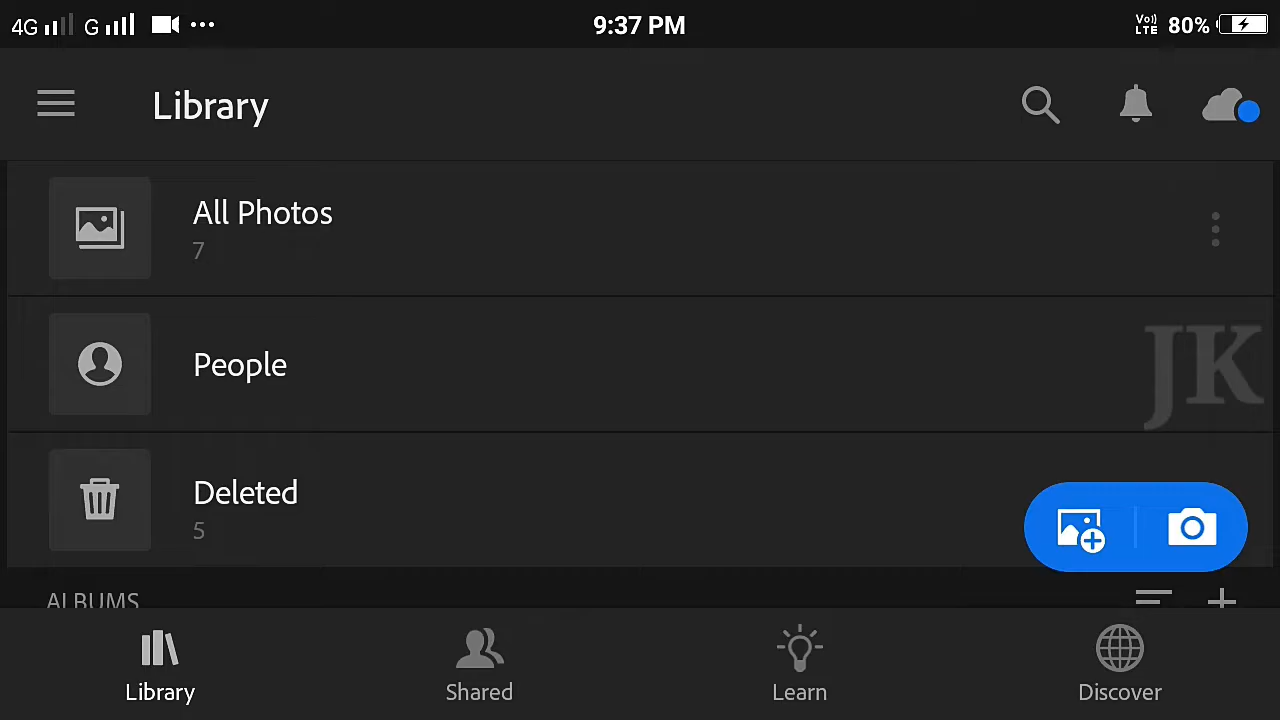 4G G 9:37 PM Vo)) LTE 80%
Library
All Photos
7
People
JK
Deleted
5
ALBUMS
Library Shared Learn Discover